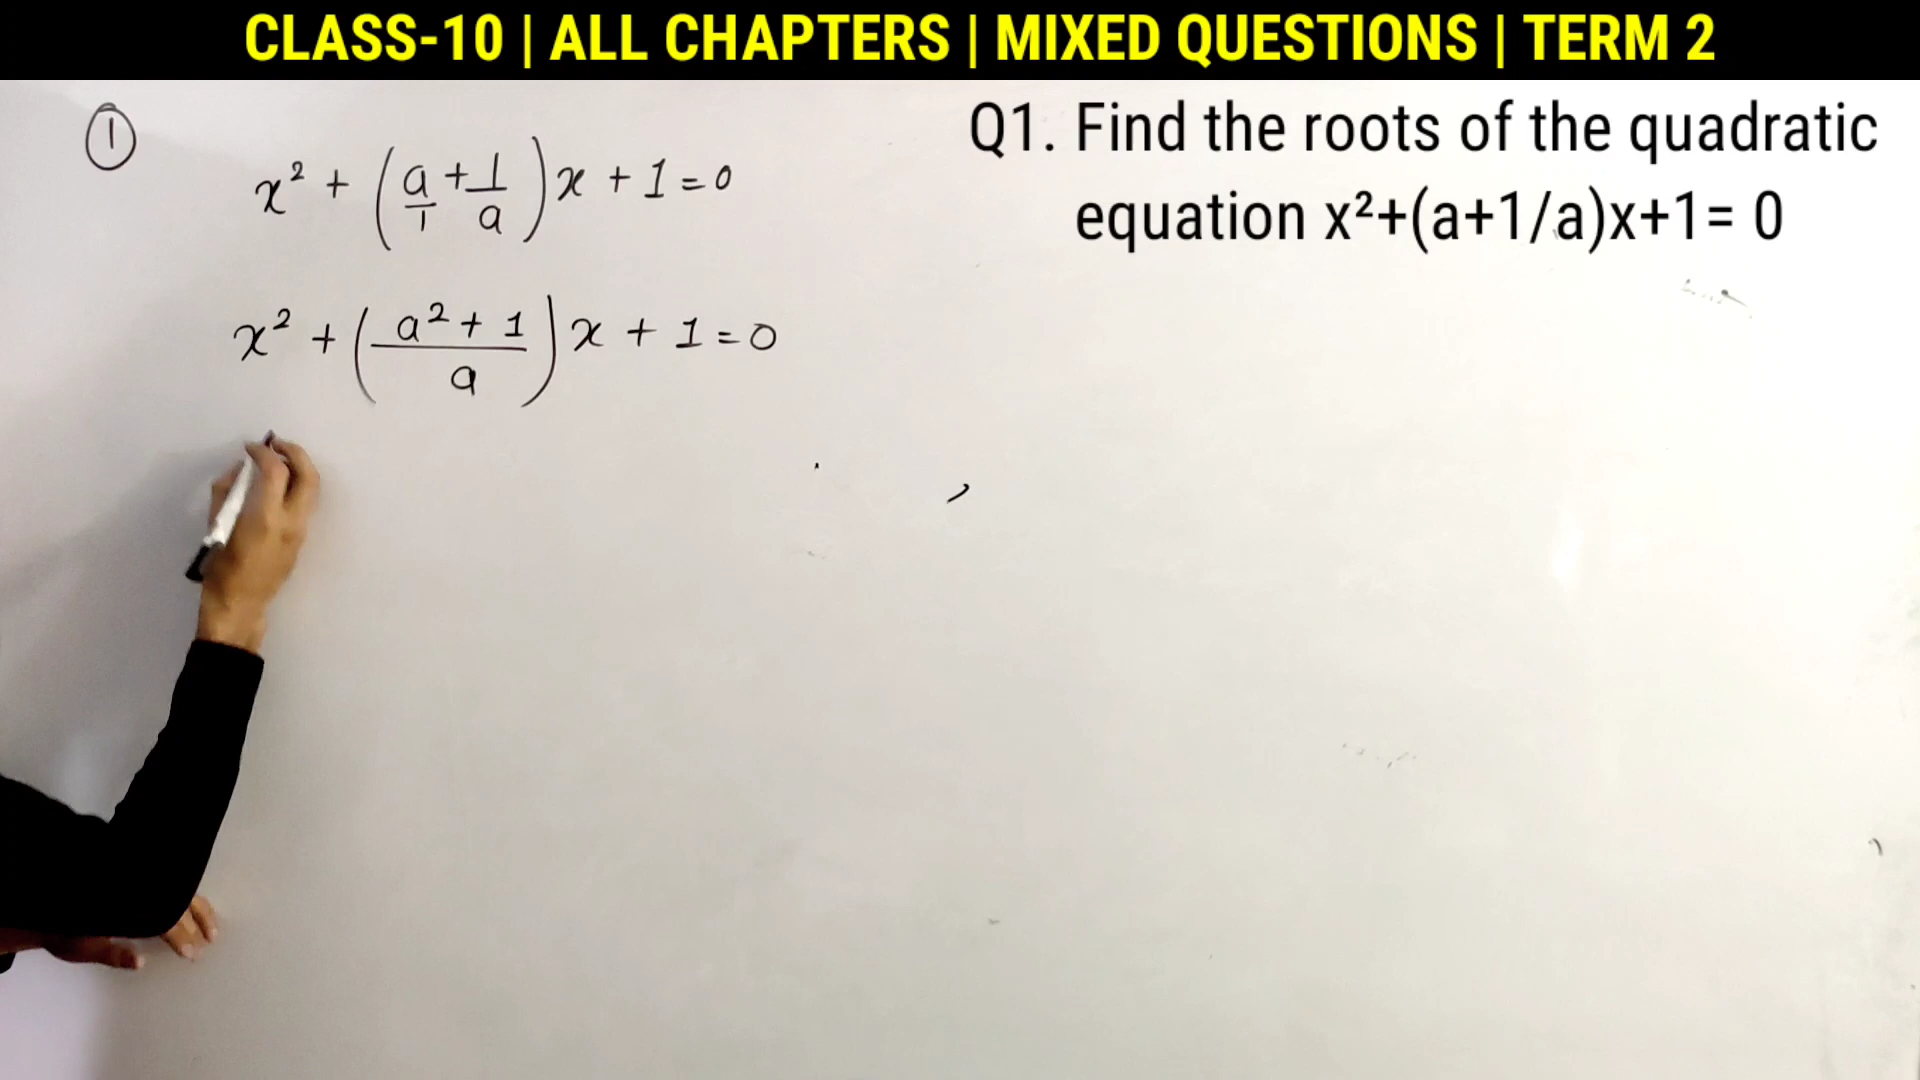 CLASS-10 | ALL CHAPTERS | MIXED QUESTIONS | TERM 2
Q1. Find the roots of the quadratic
equation x²+(a+1/a)x+1= 0
①
x² + (a/1 + 1/a)x + 1 = 0
x² + ((a² + 1)/a)x + 1 = 0